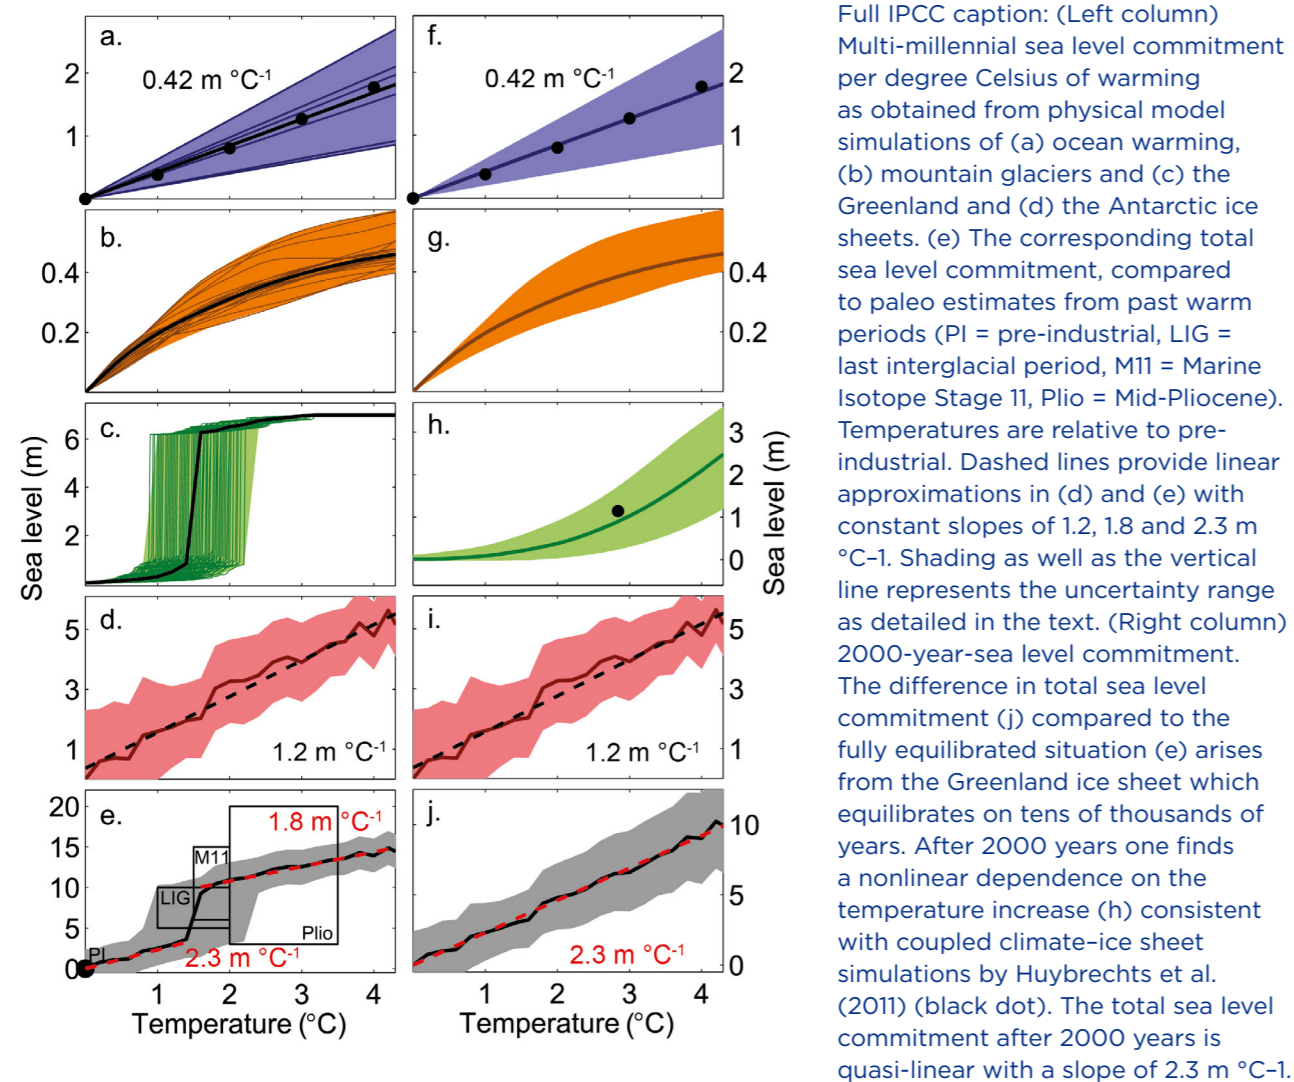 a.
0.42 m °C-1
2
1
f.
0.42 m °C-1
2
1
b.
0.4
0.2
g.
0.4
0.2
c.
6
4
2
h.
3
2
1
0
Sea level (m)
Sea level (m)
d.
5
3
1
1.2 m °C-1
i.
5
3
1
1.2 m °C-1
e.
20
15
10
5
0
1.8 m °C-1
M11
LIG
Plio
PI
2.3 m °C-1
j.
10
5
0
2.3 m °C-1
1 2 3 4
1 2 3 4
Temperature (°C)
Temperature (°C)
Full IPCC caption: (Left column)
Multi-millennial sea level commitment
per degree Celsius of warming
as obtained from physical model
simulations of (a) ocean warming,
(b) mountain glaciers and (c) the
Greenland and (d) the Antarctic ice
sheets. (e) The corresponding total
sea level commitment, compared
to paleo estimates from past warm
periods (PI = pre-industrial, LIG =
last interglacial period, M11 = Marine
Isotope Stage 11, Plio = Mid-Pliocene).
Temperatures are relative to pre-
industrial. Dashed lines provide linear
approximations in (d) and (e) with
constant slopes of 1.2, 1.8 and 2.3 m
°C–1. Shading as well as the vertical
line represents the uncertainty range
as detailed in the text. (Right column)
2000-year-sea level commitment.
The difference in total sea level
commitment (j) compared to the
fully equilibrated situation (e) arises
from the Greenland ice sheet which
equilibrates on tens of thousands of
years. After 2000 years one finds
a nonlinear dependence on the
temperature increase (h) consistent
with coupled climate–ice sheet
simulations by Huybrechts et al.
(2011) (black dot). The total sea level
commitment after 2000 years is
quasi-linear with a slope of 2.3 m °C–1.